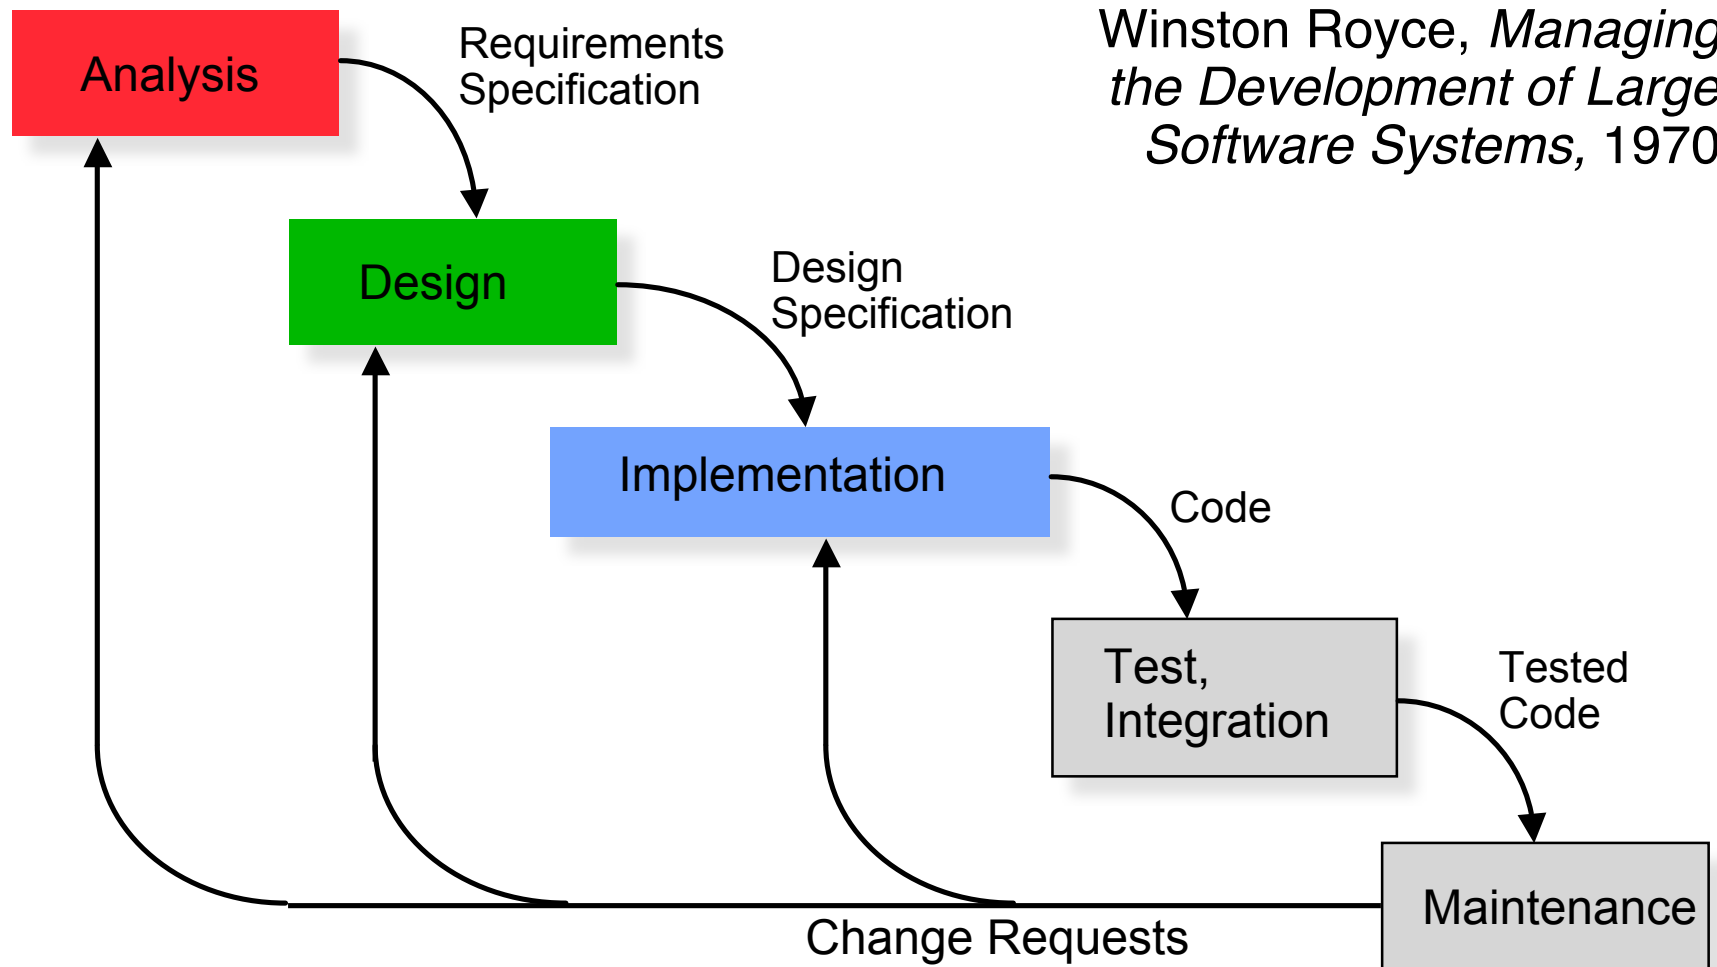 Winston Royce, Managing
the Development of Large
Software Systems, 1970
Analysis
Requirements
Specification
Design
Design
Specification
Implementation
Code
Test,
Integration
Tested
Code
Maintenance
Change Requests